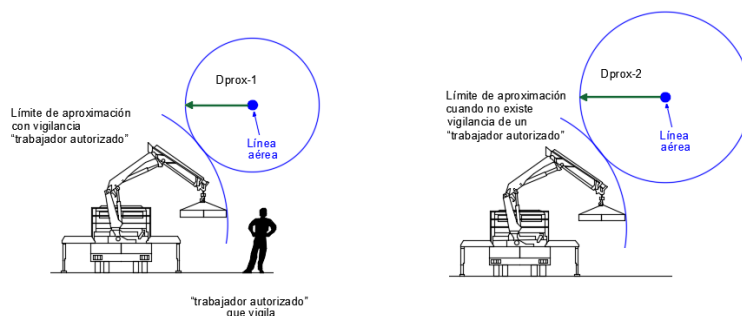 Dprox-1
Límite de aproximación
con vigilancia
"trabajador autorizado"
Línea
aérea
"trabajador autorizado"
que vigila
Dprox-2
Límite de aproximación
cuando no existe
vigilancia de un
"trabajador autorizado"
Línea
aérea